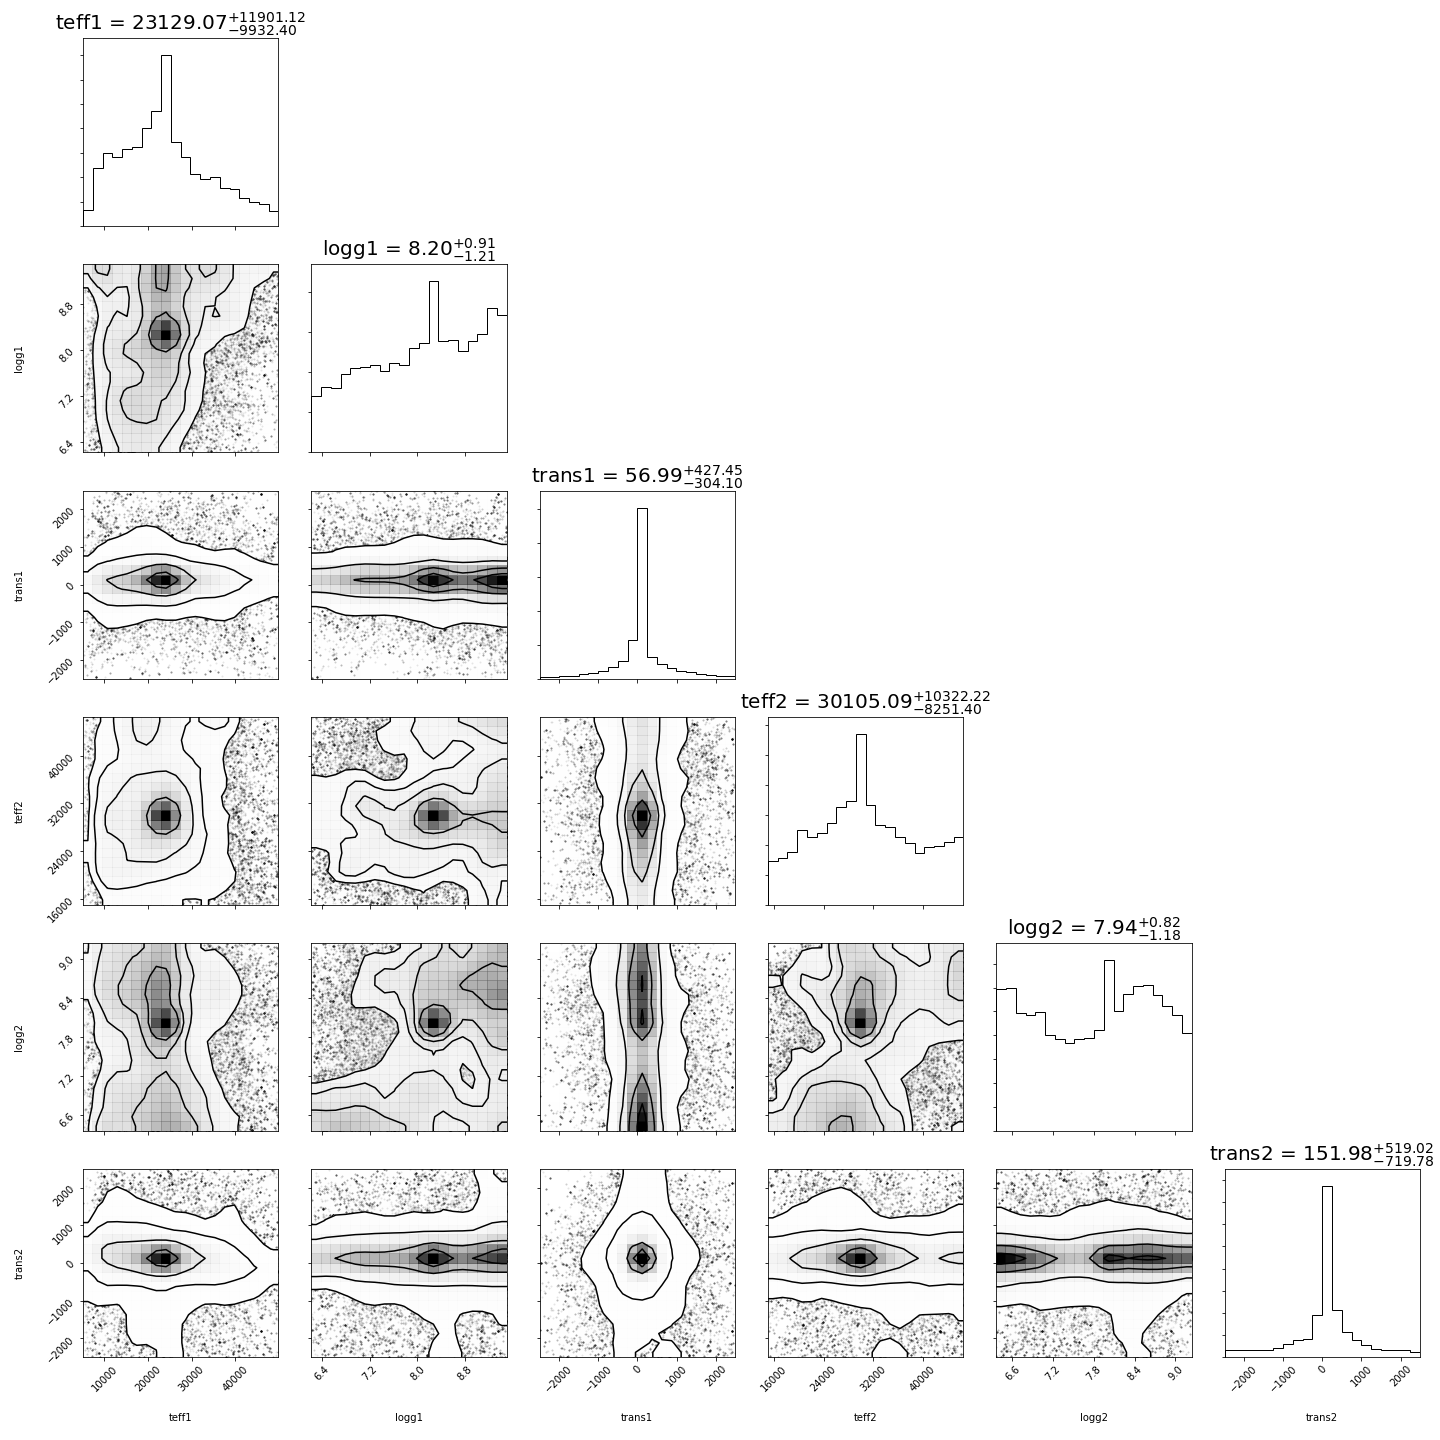 teff1 = 23129.07+11901.12 −9932.40
logg1 = 8.20+0.91 −1.21
logg1
8.8
8.0
7.2
6.4
trans1 = 56.99+427.45 −304.10
trans1
2000
1000
0
−1000
−2000
teff2 = 30105.09+10322.22 −8251.40
teff2
40000
32000
24000
16000
logg2 = 7.94+0.82 −1.18
logg2
9.0
8.4
7.8
7.2
6.6
trans2 = 151.98+519.02 −719.78
trans2
2000
1000
0
−1000
−2000
10000 20000 30000 40000 6.4 7.2 8.0 8.8 −2000 −1000 0 1000 2000 16000 24000 32000 40000 6.6 7.2 7.8 8.4 9.0 −2000 −1000 0 1000 2000
teff1 logg1 trans1 teff2 logg2 trans2